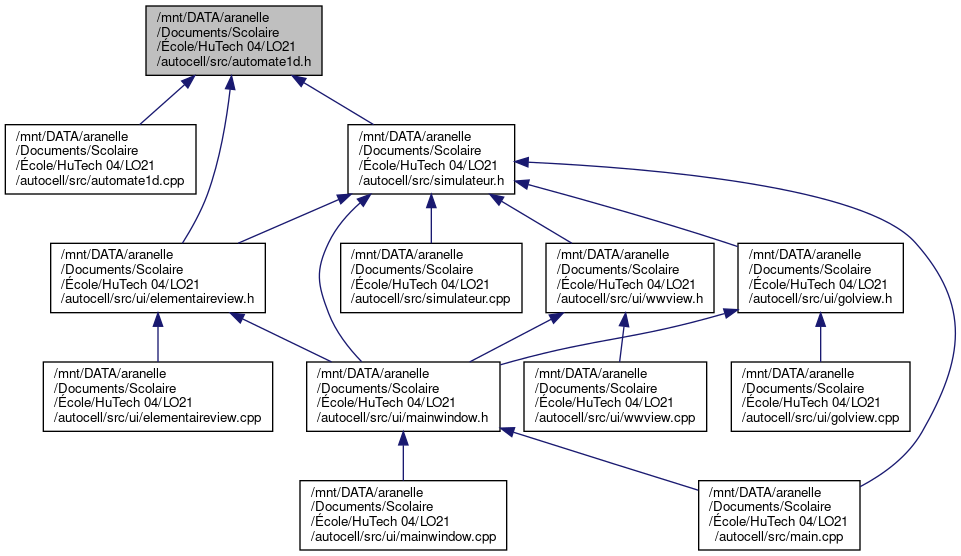 /mnt/DATA/aranelle
/Documents/Scolaire
/École/HuTech 04/LO21
/autocell/src/automate1d.h
/mnt/DATA/aranelle
/Documents/Scolaire
/École/HuTech 04/LO21
/autocell/src/automate1d.cpp
/mnt/DATA/aranelle
/Documents/Scolaire
/École/HuTech 04/LO21
/autocell/src/simulateur.h
/mnt/DATA/aranelle
/Documents/Scolaire
/École/HuTech 04/LO21
/autocell/src/ui/elementaireview.h
/mnt/DATA/aranelle
/Documents/Scolaire
/École/HuTech 04/LO21
/autocell/src/simulateur.cpp
/mnt/DATA/aranelle
/Documents/Scolaire
/École/HuTech 04/LO21
/autocell/src/ui/wwview.h
/mnt/DATA/aranelle
/Documents/Scolaire
/École/HuTech 04/LO21
/autocell/src/ui/golview.h
/mnt/DATA/aranelle
/Documents/Scolaire
/École/HuTech 04/LO21
/autocell/src/ui/elementaireview.cpp
/mnt/DATA/aranelle
/Documents/Scolaire
/École/HuTech 04/LO21
/autocell/src/ui/mainwindow.h
/mnt/DATA/aranelle
/Documents/Scolaire
/École/HuTech 04/LO21
/autocell/src/ui/wwview.cpp
/mnt/DATA/aranelle
/Documents/Scolaire
/École/HuTech 04/LO21
/autocell/src/ui/golview.cpp
/mnt/DATA/aranelle
/Documents/Scolaire
/École/HuTech 04/LO21
/autocell/src/ui/mainwindow.cpp
/mnt/DATA/aranelle
/Documents/Scolaire
/École/HuTech 04/LO21
/autocell/src/main.cpp